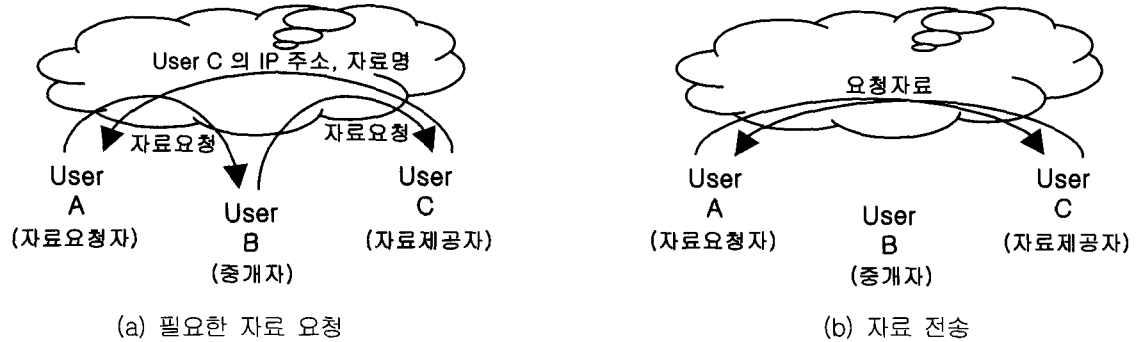 User C 의 IP 주소, 자료명
자료요청
자료요청
User
A
(자료요청자)
User
B
(중개자)
User
C
(자료제공자)
(a) 필요한 자료 요청
요청자료
User
A
(자료요청자)
User
B
(중개자)
User
C
(자료제공자)
(b) 자료 전송